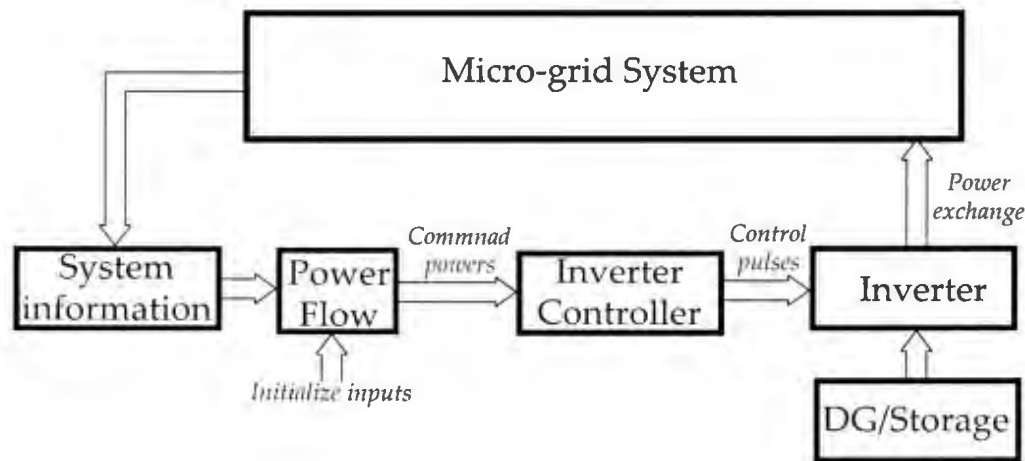 Micro-grid System
Power
exchange
Commnad
powers
Control
pulses
System
information
Power
Flow
Inverter
Controller
Inverter
Initialize inputs
DG/Storage